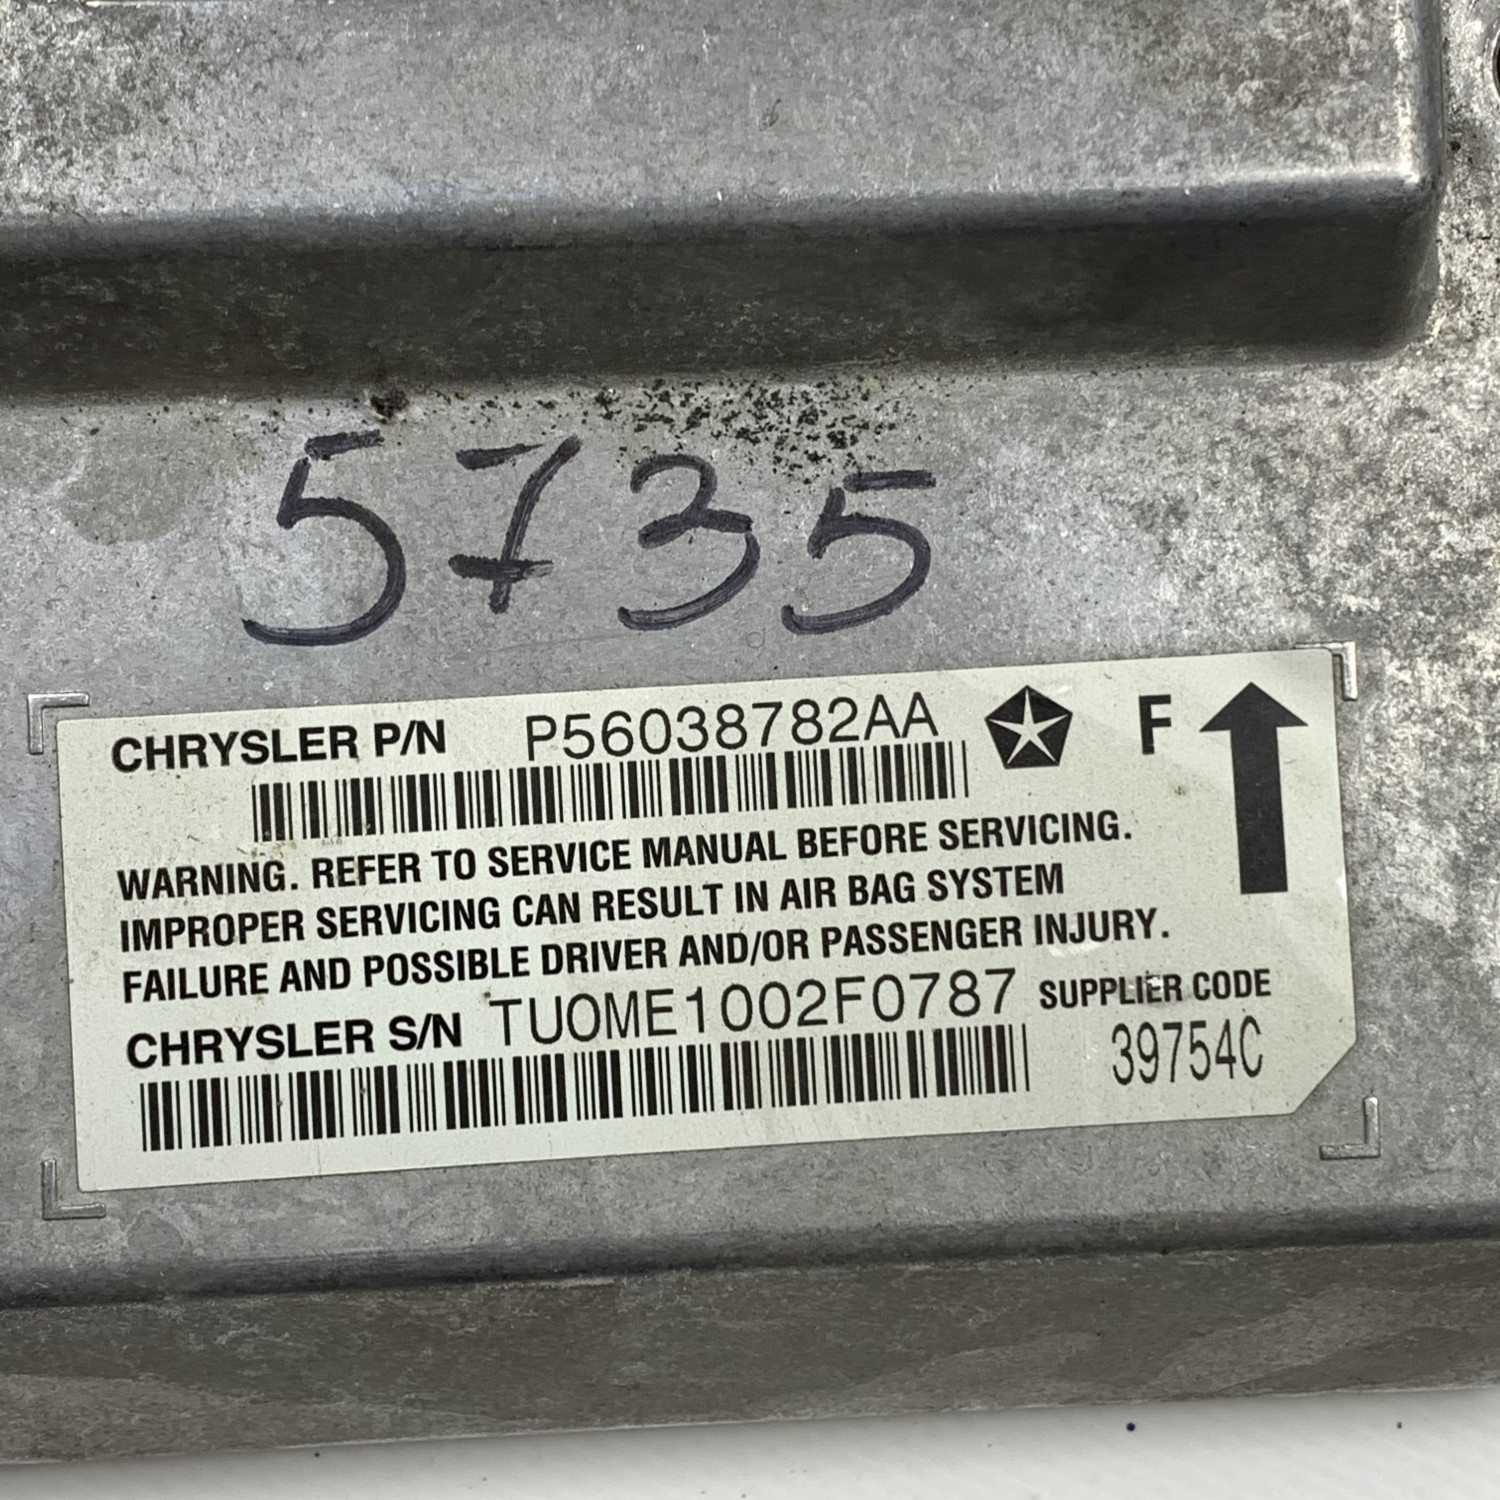 5735
CHRYSLER P/N P56038782AA F
WARNING. REFER TO SERVICE MANUAL BEFORE SERVICING.
IMPROPER SERVICING CAN RESULT IN AIR BAG SYSTEM
FAILURE AND POSSIBLE DRIVER AND/OR PASSENGER INJURY.
CHRYSLER S/N TUOME1002F0787 SUPPLIER CODE
39754C